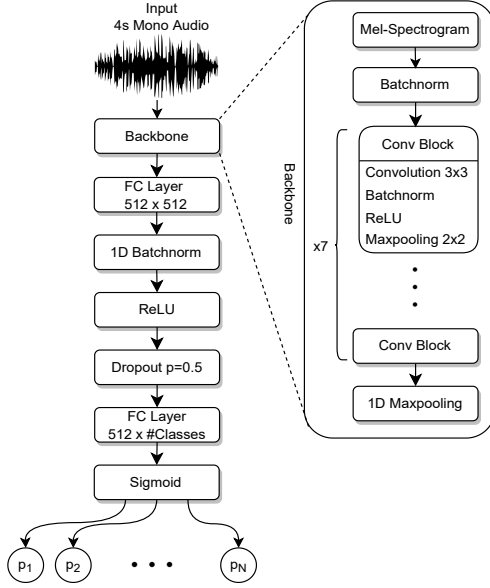 Input
4s Mono Audio
Backbone
FC Layer
512 x 512
1D Batchnorm
ReLU
Dropout p=0.5
FC Layer
512 x #Classes
Sigmoid
p1
p2
• • •
pN
Backbone
Mel-Spectrogram
Batchnorm
x7
Conv Block
Convolution 3x3
Batchnorm
ReLU
Maxpooling 2x2
Conv Block
1D Maxpooling